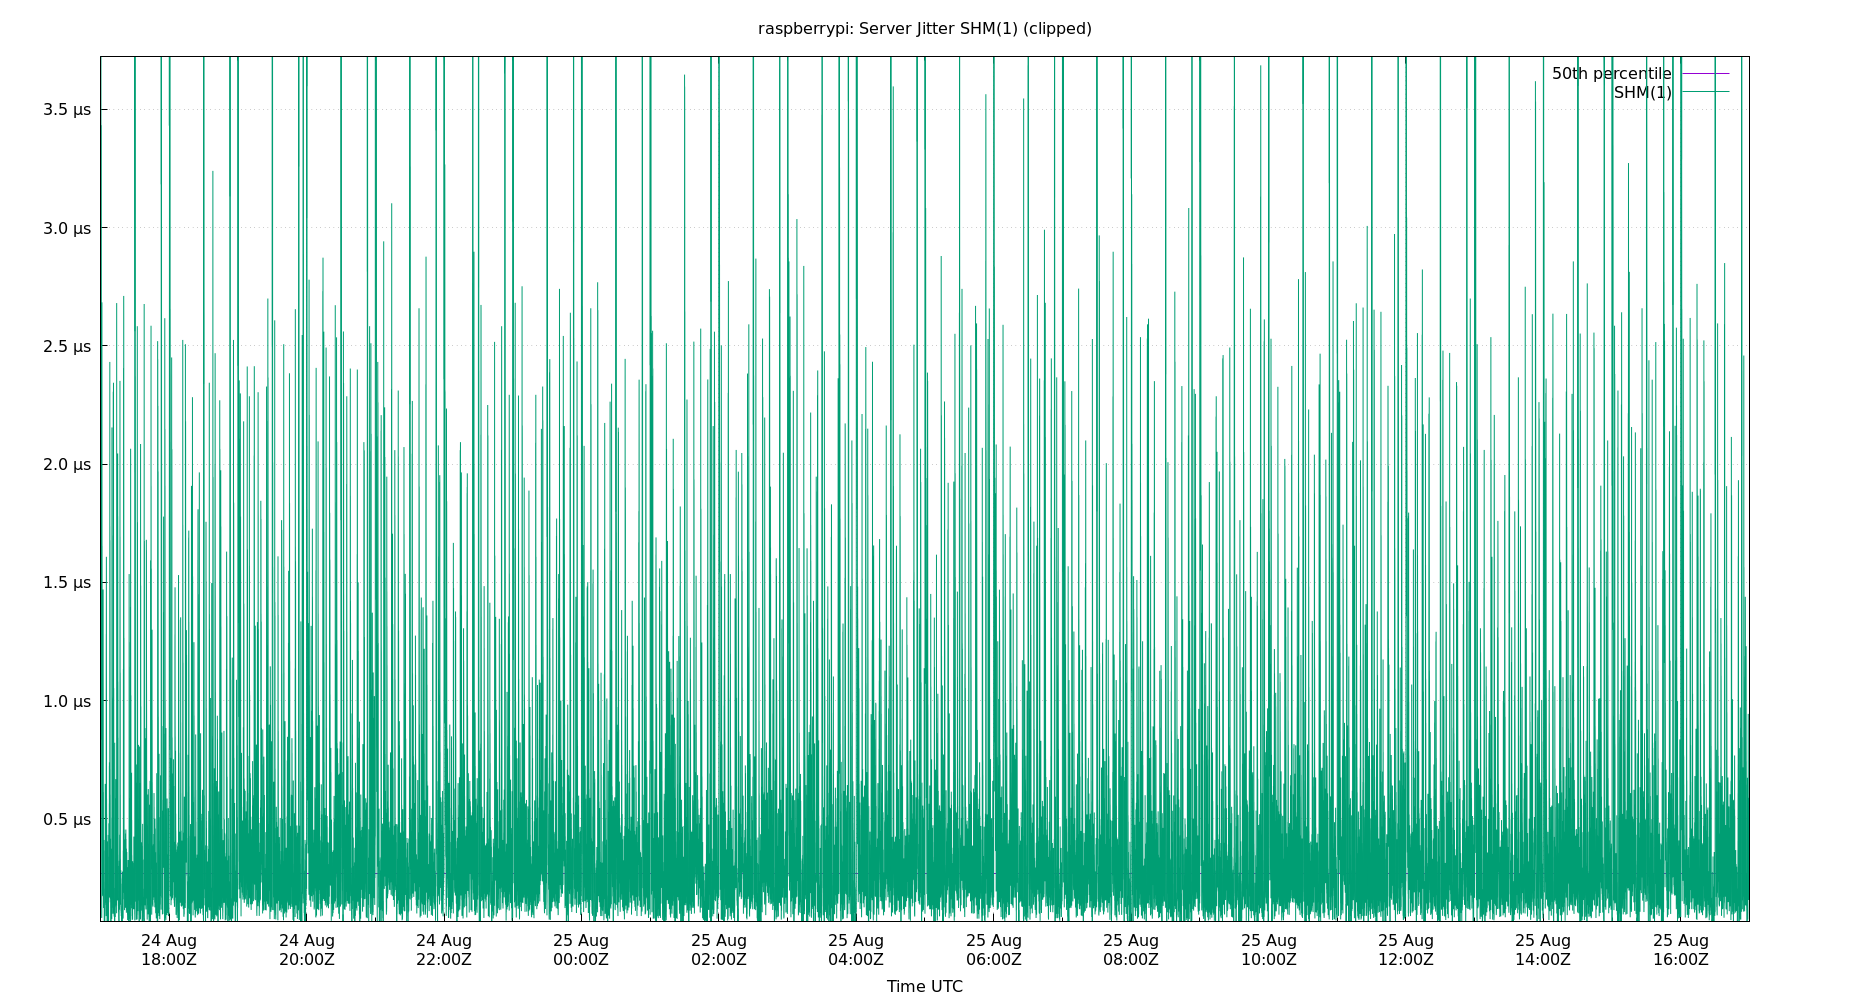 raspberrypi: Server Jitter SHM(1) (clipped)
50th percentile
SHM(1)
3.5 μs
3.0 μs
2.5 μs
2.0 μs
1.5 μs
1.0 μs
0.5 μs
24 Aug 24 Aug 24 Aug 25 Aug 25 Aug 25 Aug 25 Aug 25 Aug 25 Aug 25 Aug 25 Aug 25 Aug
18:00Z 20:00Z 22:00Z 00:00Z 02:00Z 04:00Z 06:00Z 08:00Z 10:00Z 12:00Z 14:00Z 16:00Z
Time UTC